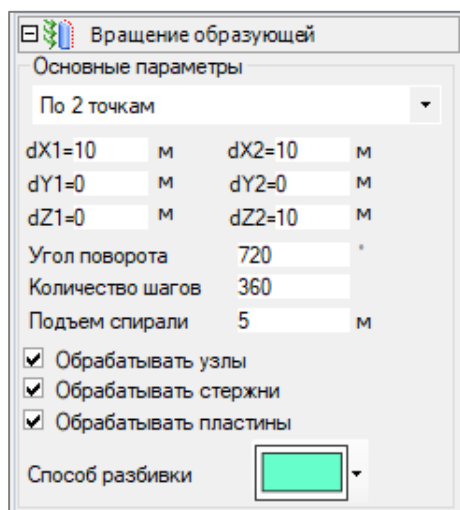 Вращение образующей
Основные параметры
По 2 точкам
dX1=10 м dX2=10 м
dY1=0 м dY2=0 м
dZ1=0 м dZ2=10 м
Угол поворота 720 °
Количество шагов 360
Подъем спирали 5 м
Обрабатывать узлы
Обрабатывать стержни
Обрабатывать пластины
Способ разбивки